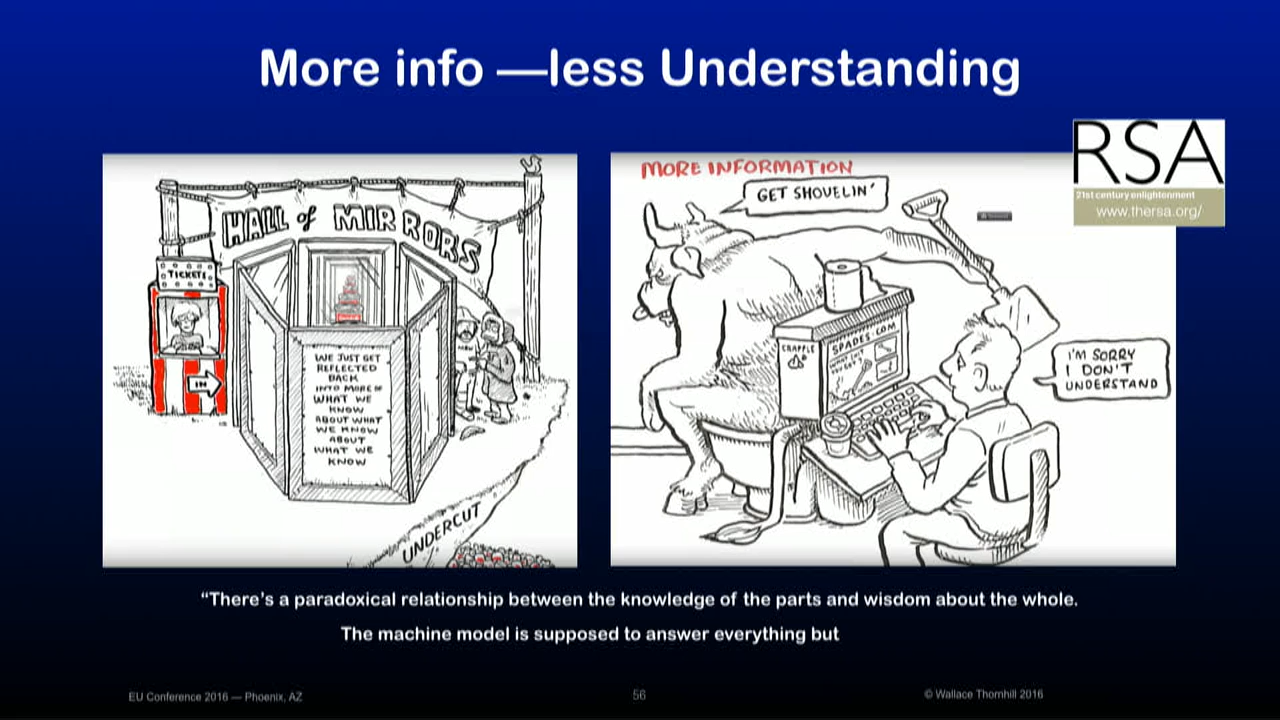 More info —less Understanding
RSA
21st century enlightenment
www.thersa.org/
HALL of MIRRORS
TICKETS
IN
WE JUST GET
REFLECTED
BACK
INTO MORE OF
WHAT WE
KNOW
ABOUT WHAT
WE KNOW
ABOUT
WHAT WE
KNOW
UNDERCUT
MORE INFORMATION
GET SHOVELIN'
CRAPPLE
SPADES.COM
I'M SORRY
I DON'T
UNDERSTAND
“There’s a paradoxical relationship between the knowledge of the parts and wisdom about the whole.
The machine model is supposed to answer everything but
EU Conference 2016 — Phoenix, AZ
56
© Wallace Thornhill 2016